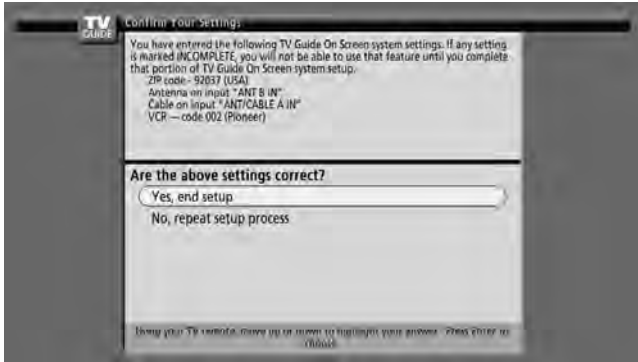 TV
GUIDE
Confirm Your Settings
You have entered the following TV Guide On Screen system settings. If any setting
is marked INCOMPLETE, you will not be able to use that feature until you complete
that portion of TV Guide On Screen system setup.
ZIP code - 92037 (USA)
Antenna on input "ANT B IN"
Cable on input "ANT/CABLE A IN"
VCR — code 002 (Pioneer)
Are the above settings correct?
Yes, end setup
No, repeat setup process
Using your TV remote, move up or down to highlight your answer. Press Enter to
choose.